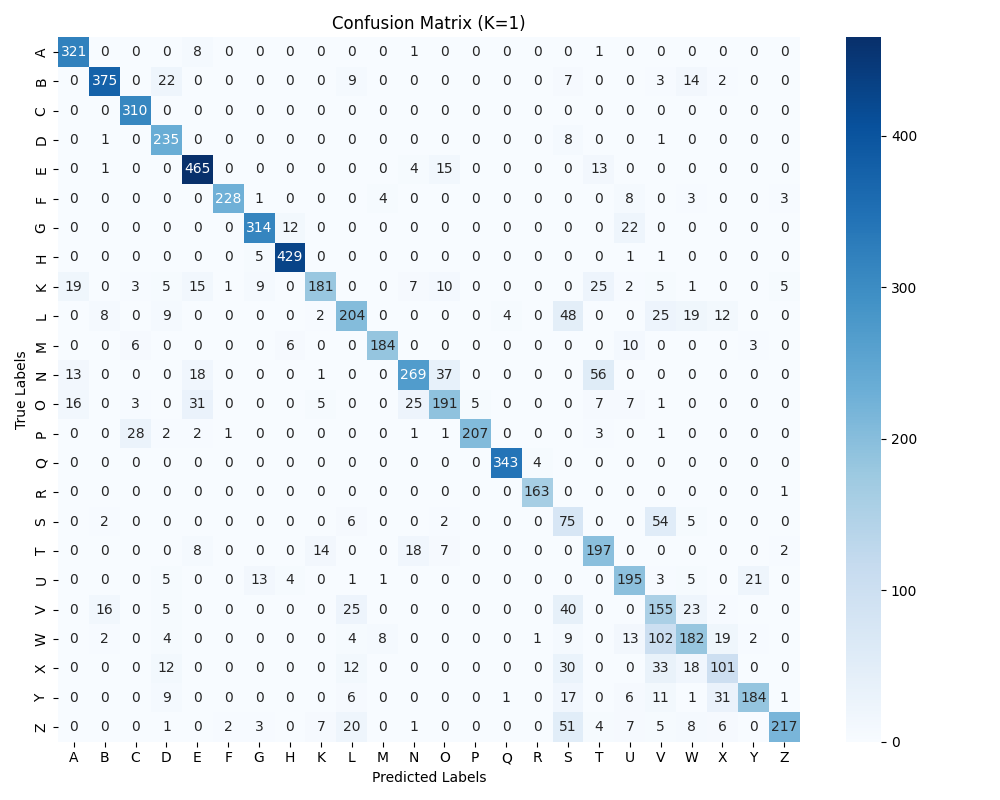 Confusion Matrix (K=1)
A 321 0 0 0 8 0 0 0 0 0 0 1 0 0 0 0 0 1 0 0 0 0 0 0
B 0 375 0 22 0 0 0 0 0 9 0 0 0 0 0 0 7 0 0 3 14 2 0 0
C 0 0 310 0 0 0 0 0 0 0 0 0 0 0 0 0 0 0 0 0 0 0 0 0
D 0 1 0 235 0 0 0 0 0 0 0 0 0 0 0 0 8 0 0 1 0 0 0 0
E 0 1 0 0 465 0 0 0 0 0 0 4 15 0 0 0 0 13 0 0 0 0 0 0
F 0 0 0 0 0 228 1 0 0 0 4 0 0 0 0 0 0 0 8 0 3 0 0 3
G 0 0 0 0 0 0 314 12 0 0 0 0 0 0 0 0 0 0 22 0 0 0 0 0
H 0 0 0 0 0 0 5 429 0 0 0 0 0 0 0 0 0 0 1 1 0 0 0 0
K 19 0 3 5 15 1 9 0 181 0 0 7 10 0 0 0 0 25 2 5 1 0 0 5
L 0 8 0 9 0 0 0 0 2 204 0 0 0 0 4 0 48 0 0 25 19 12 0 0
M 0 0 6 0 0 0 0 6 0 0 184 0 0 0 0 0 0 0 10 0 0 0 3 0
N 13 0 0 0 18 0 0 0 1 0 0 269 37 0 0 0 0 56 0 0 0 0 0 0
O 16 0 3 0 31 0 0 0 5 0 0 25 191 5 0 0 0 7 7 1 0 0 0 0
P 0 0 28 2 2 1 0 0 0 0 0 1 1 207 0 0 0 3 0 1 0 0 0 0
Q 0 0 0 0 0 0 0 0 0 0 0 0 0 0 343 4 0 0 0 0 0 0 0 0
R 0 0 0 0 0 0 0 0 0 0 0 0 0 0 0 163 0 0 0 0 0 0 0 1
S 0 2 0 0 0 0 0 0 0 6 0 0 2 0 0 0 75 0 0 54 5 0 0 0
T 0 0 0 0 8 0 0 0 14 0 0 18 7 0 0 0 0 197 0 0 0 0 0 2
U 0 0 0 5 0 0 13 4 0 1 1 0 0 0 0 0 0 0 195 3 5 0 21 0
V 0 16 0 5 0 0 0 0 0 25 0 0 0 0 0 0 40 0 0 155 23 2 0 0
W 0 2 0 4 0 0 0 0 0 4 8 0 0 0 0 1 9 0 13 102 182 19 2 0
X 0 0 0 12 0 0 0 0 0 12 0 0 0 0 0 0 30 0 0 33 18 101 0 0
Y 0 0 0 9 0 0 0 0 0 6 0 0 0 0 1 0 17 0 6 11 1 31 184 1
Z 0 0 0 1 0 2 3 0 7 20 0 1 0 0 0 0 51 4 7 5 8 6 0 217
A B C D E F G H K L M N O P Q R S T U V W X Y Z
Predicted Labels
True Labels
400
300
200
100
0